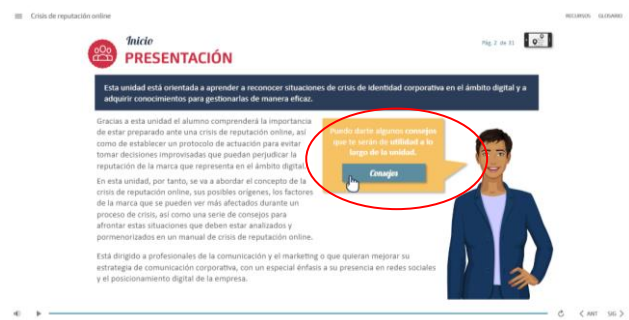 Crisis de reputación online
RECURSOS GLOSARIO
Inicio
PRESENTACIÓN
Pág. 2 de 31
Esta unidad está orientada a aprender a reconocer situaciones de crisis de identidad corporativa en el ámbito digital y a
adquirir conocimientos para gestionarlas de manera eficaz.
Gracias a esta unidad el alumno comprenderá la importancia
de estar preparado ante una crisis de reputación online, así
como de establecer un protocolo de actuación para evitar
tomar decisiones improvisadas que puedan perjudicar la
reputación de la marca que representa en el ámbito digital.
En esta unidad, por tanto, se va a abordar el concepto de la
crisis de reputación online, sus posibles orígenes, los factores
de la marca que se pueden ver más afectados durante un
proceso de crisis, así como una serie de consejos para
afrontar estas situaciones que deben estar analizados y
pormenorizados en un manual de crisis de reputación online.
Puedo darte algunos consejos
que te serán de utilidad a lo
largo de la unidad.
Consejos
Está dirigido a profesionales de la comunicación y el marketing o que quieran mejorar su
estrategia de comunicación corporativa, con un especial énfasis a su presencia en redes sociales
y el posicionamiento digital de la empresa.
ANT SIG